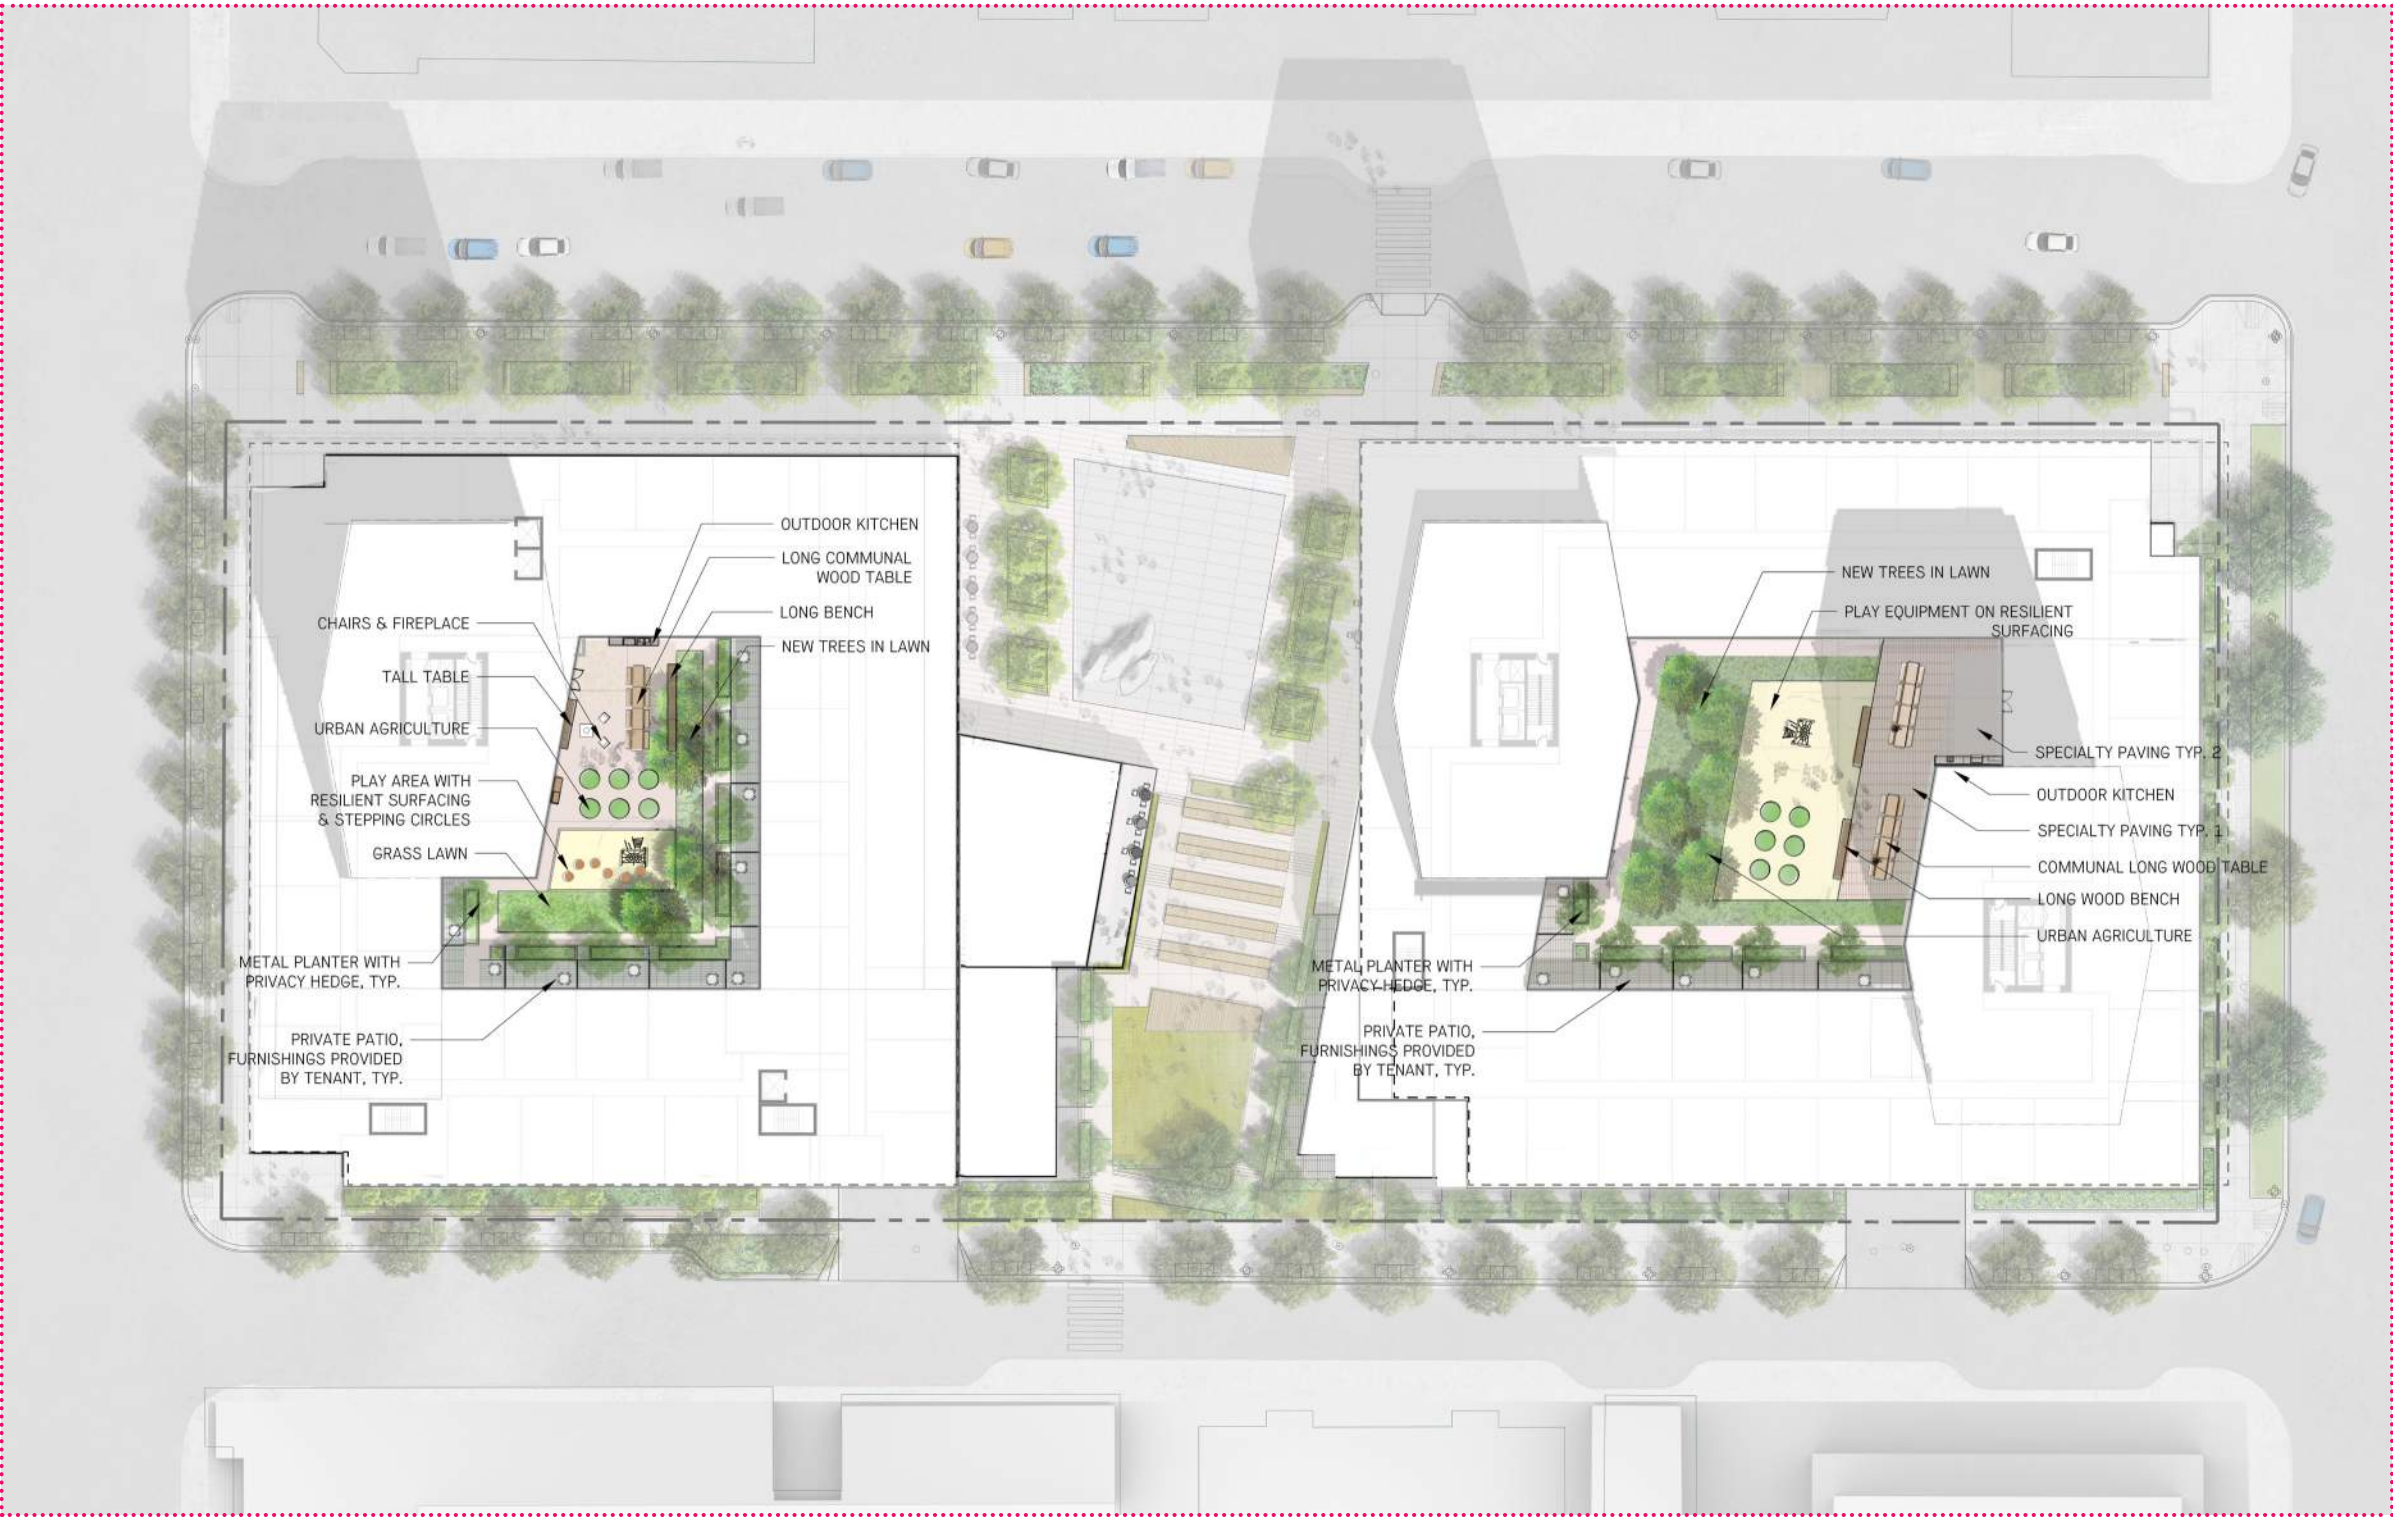 OUTDOOR KITCHEN
LONG COMMUNAL
WOOD TABLE
LONG BENCH
NEW TREES IN LAWN
CHAIRS & FIREPLACE
TALL TABLE
URBAN AGRICULTURE
PLAY AREA WITH
RESILIENT SURFACING
& STEPPING CIRCLES
GRASS LAWN
METAL PLANTER WITH
PRIVACY HEDGE, TYP.
PRIVATE PATIO,
FURNISHINGS PROVIDED
BY TENANT, TYP.
NEW TREES IN LAWN
PLAY EQUIPMENT ON RESILIENT
SURFACING
SPECIALTY PAVING TYP. 2
OUTDOOR KITCHEN
SPECIALTY PAVING TYP. 1
COMMUNAL LONG WOOD TABLE
LONG WOOD BENCH
URBAN AGRICULTURE
METAL PLANTER WITH
PRIVACY HEDGE, TYP.
PRIVATE PATIO,
FURNISHINGS PROVIDED
BY TENANT, TYP.